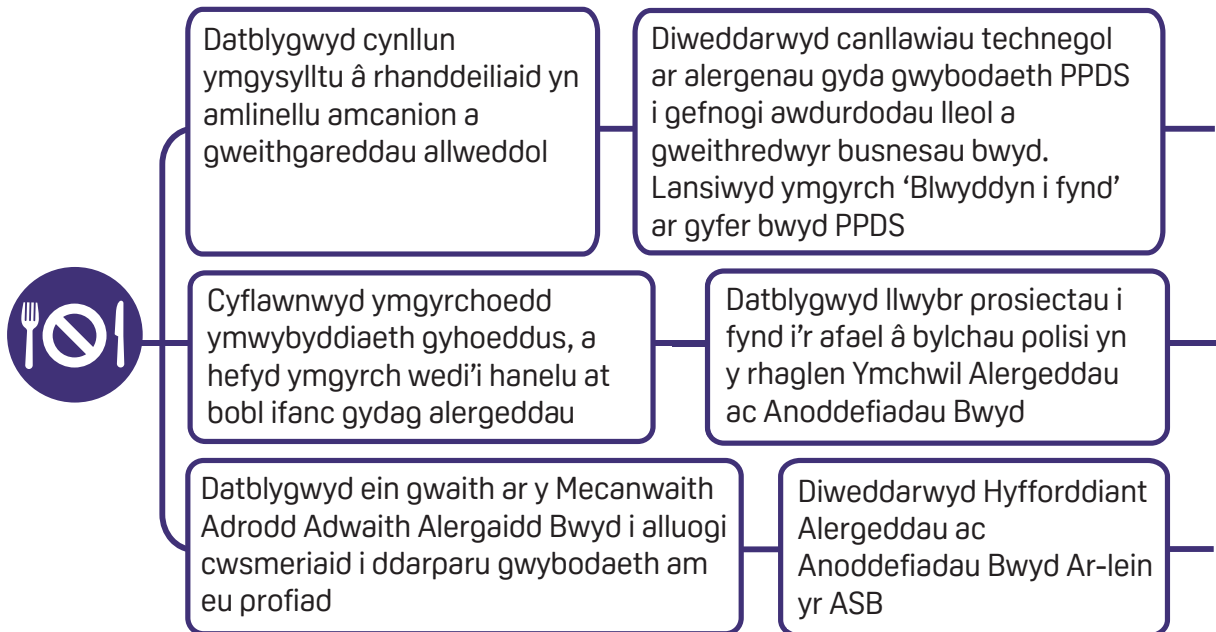 Datblygwyd cynllun
ymgysylltu â rhanddeiliaid yn
amlinellu amcanion a
gweithgareddau allweddol
Diweddarwyd canllawiau technegol
ar alergenau gyda gwybodaeth PPDS
i gefnogi awdurdodau lleol a
gweithredwyr busnesau bwyd.
Lansiwyd ymgyrch ‘Blwyddyn i fynd’
ar gyfer bwyd PPDS
Cyflawnwyd ymgyrchoedd
ymwybyddiaeth gyhoeddus, a
hefyd ymgyrch wedi’i hanelu at
bobl ifanc gydag alergeddau
Datblygwyd llwybr prosiectau i
fynd i’r afael â bylchau polisi yn
y rhaglen Ymchwil Alergeddau
ac Anoddefiadau Bwyd
Datblygwyd ein gwaith ar y Mecanwaith
Adrodd Adwaith Alergaidd Bwyd i alluogi
cwsmeriaid i ddarparu gwybodaeth am
eu profiad
Diweddarwyd Hyfforddiant
Alergeddau ac
Anoddefiadau Bwyd Ar-lein
yr ASB